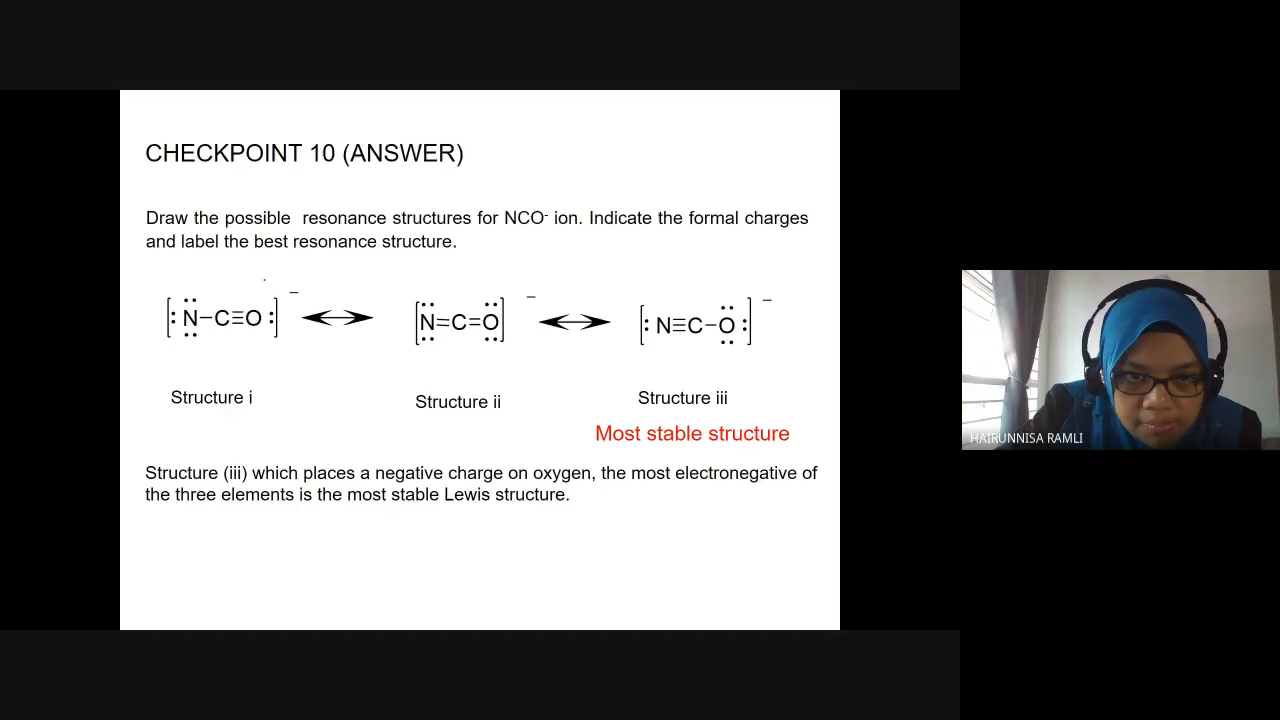 CHECKPOINT 10 (ANSWER)
Draw the possible resonance structures for NCO- ion. Indicate the formal charges
and label the best resonance structure.
[:N̤̈–C≡O:]⁻ ↔ [N̤̈=C=Ö̤]⁻ ↔ [:N≡C–Ö̤:]⁻
Structure i Structure ii Structure iii
Most stable structure
Structure (iii) which places a negative charge on oxygen, the most electronegative of
the three elements is the most stable Lewis structure.
HAIRUNNISA RAMLI